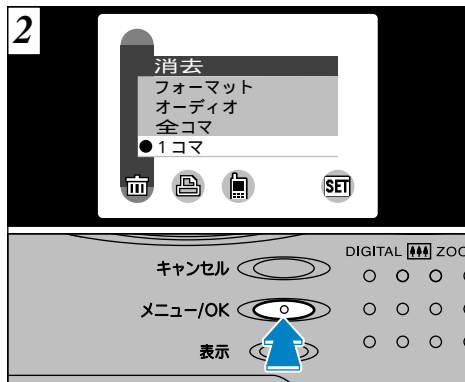 2
消去
フォーマット
オーディオ
全コマ
●1コマ
SET
DIGITAL ZOO
キャンセル
メニュー/OK
表示